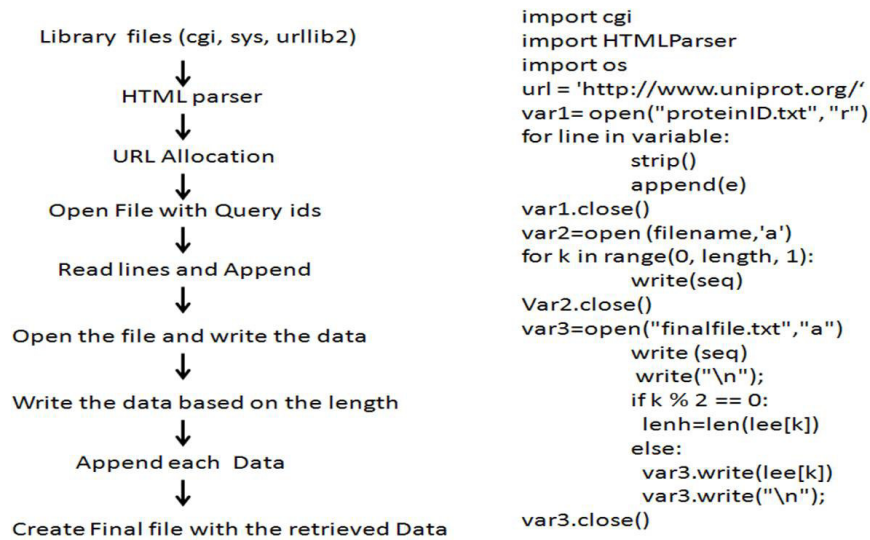 Library files (cgi, sys, urllib2)
HTML parser
URL Allocation
Open File with Query ids
Read lines and Append
Open the file and write the data
Write the data based on the length
Append each Data
Create Final file with the retrieved Data
import cgi
import HTMLParser
import os
url = 'http://www.uniprot.org/‘
var1= open("proteinID.txt", "r")
for line in variable:
strip()
append(e)
var1.close()
var2=open (filename,'a')
for k in range(0, length, 1):
write(seq)
Var2.close()
var3=open("finalfile.txt","a")
write (seq)
write("\n");
if k % 2 == 0:
lenh=len(lee[k])
else:
var3.write(lee[k])
var3.write("\n");
var3.close()